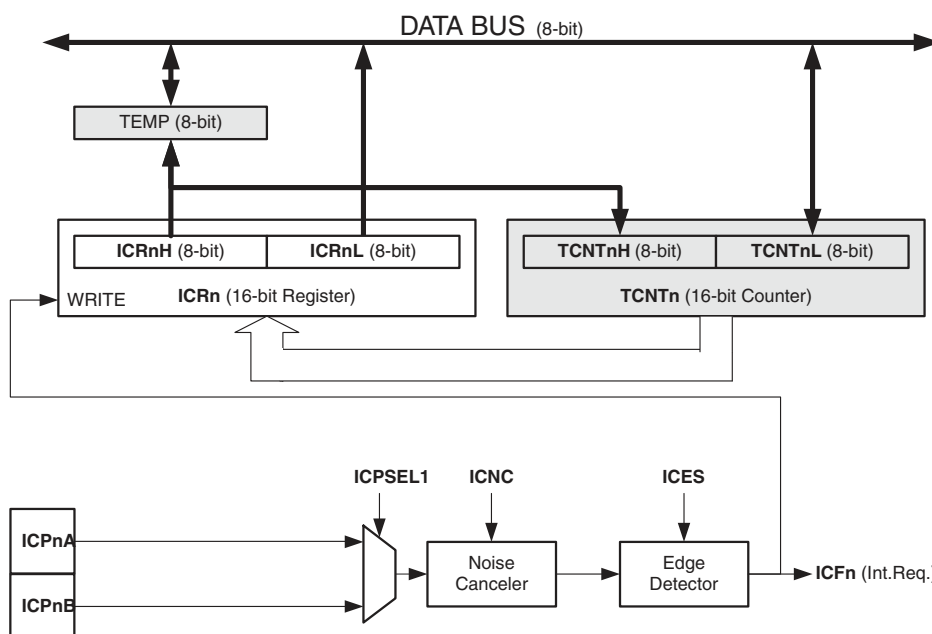 DATA BUS (8-bit)
TEMP (8-bit)
ICRnH (8-bit) ICRnL (8-bit) TCNTnH (8-bit) TCNTnL (8-bit)
WRITE ICRn (16-bit Register) TCNTn (16-bit Counter)
ICPSEL1 ICNC ICES
ICPnA
Noise Canceler
Edge Detector
ICFn (Int.Req.)
ICPnB